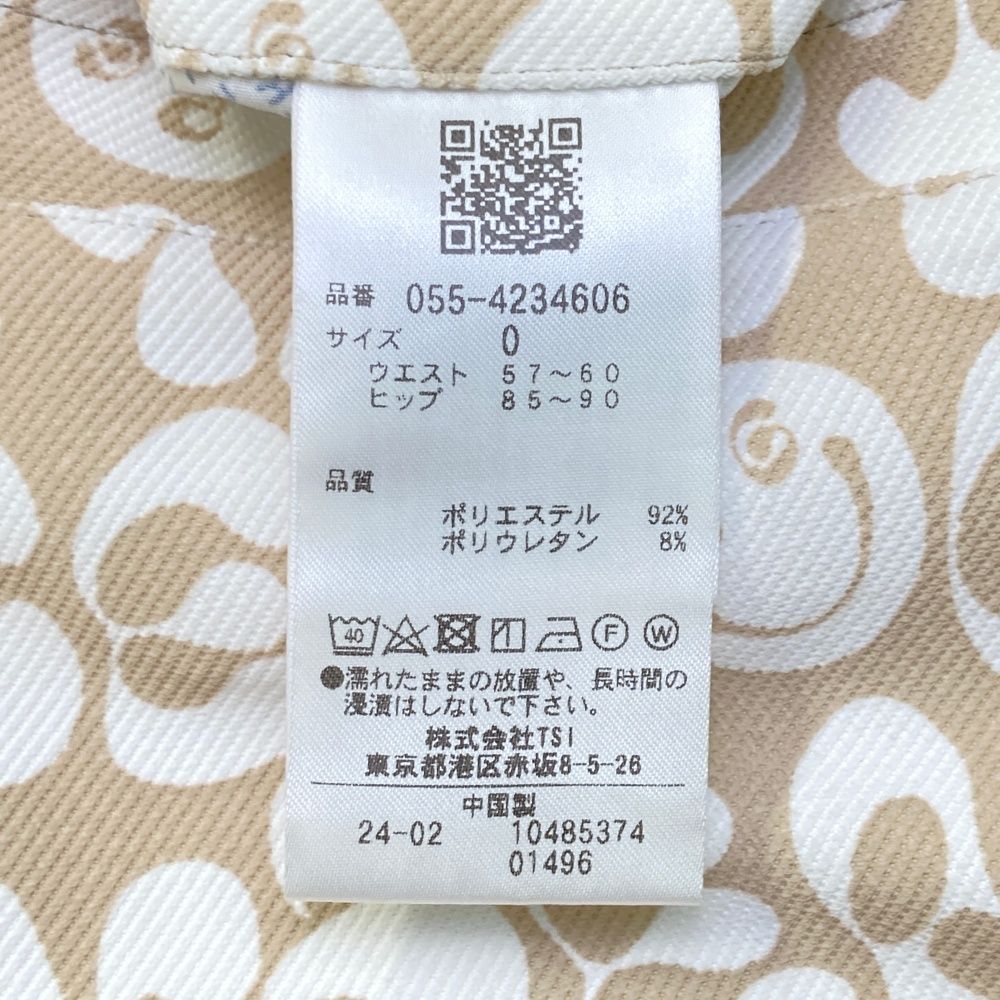 品番 055-4234606
サイズ 0
ウエスト 57～60
ヒップ 85～90
品質
ポリエステル 92%
ポリウレタン 8%
40 F W
●濡れたままの放置や、長時間の
浸漬はしないで下さい。
株式会社TSI
東京都港区赤坂8-5-26
中国製
24-02 10485374
01496